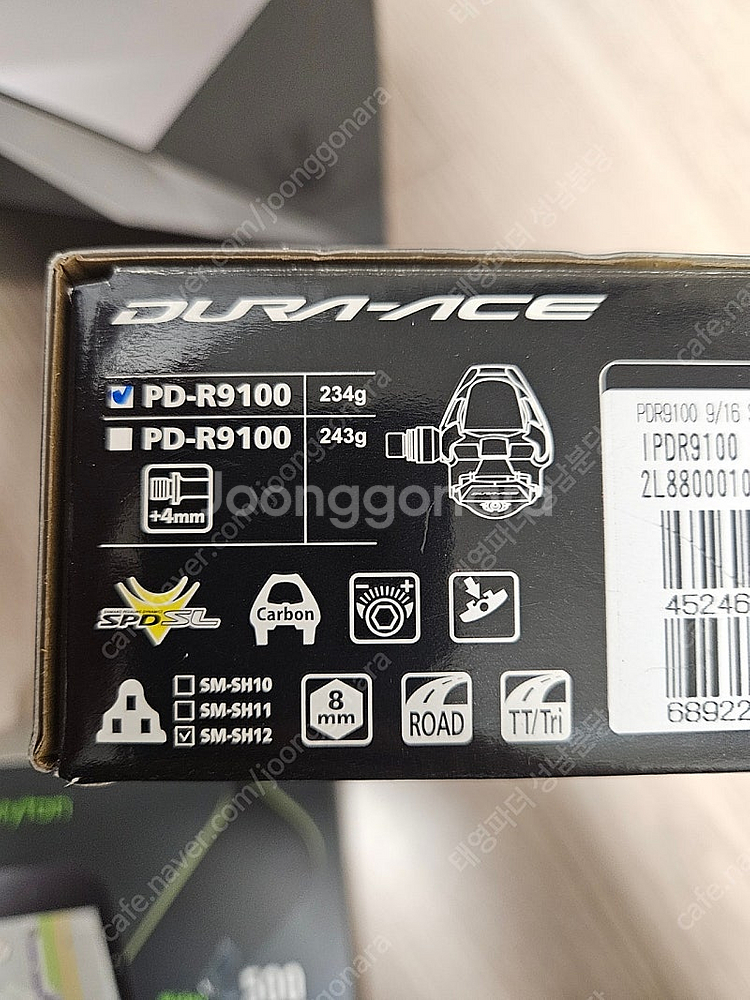 DURA-ACE
PD-R9100 234g
PD-R9100 243g
+4mm
SPD-SL
Carbon
- +
SM-SH10
SM-SH11
SM-SH12
8
mm
ROAD
TT/Tri
PDR9100 9/16
IPDR9100
2L8800010
45246
68922
500
Joonggonara
cafe.naver.com/joonggonara